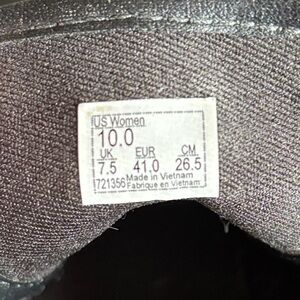 US Women
10.0
UK EUR CM
7.5 41.0 26.5
721356 Made in Vietnam
Fabriqué en Vietnam